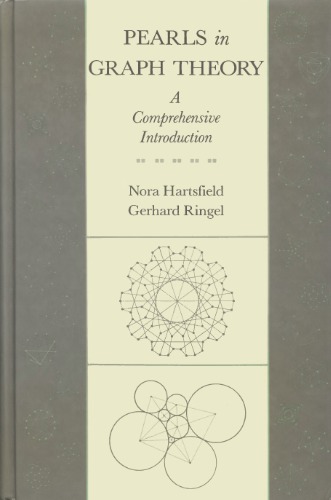 PEARLS in
GRAPH THEORY
A
Comprehensive
Introduction
Nora Hartsfield
Gerhard Ringel